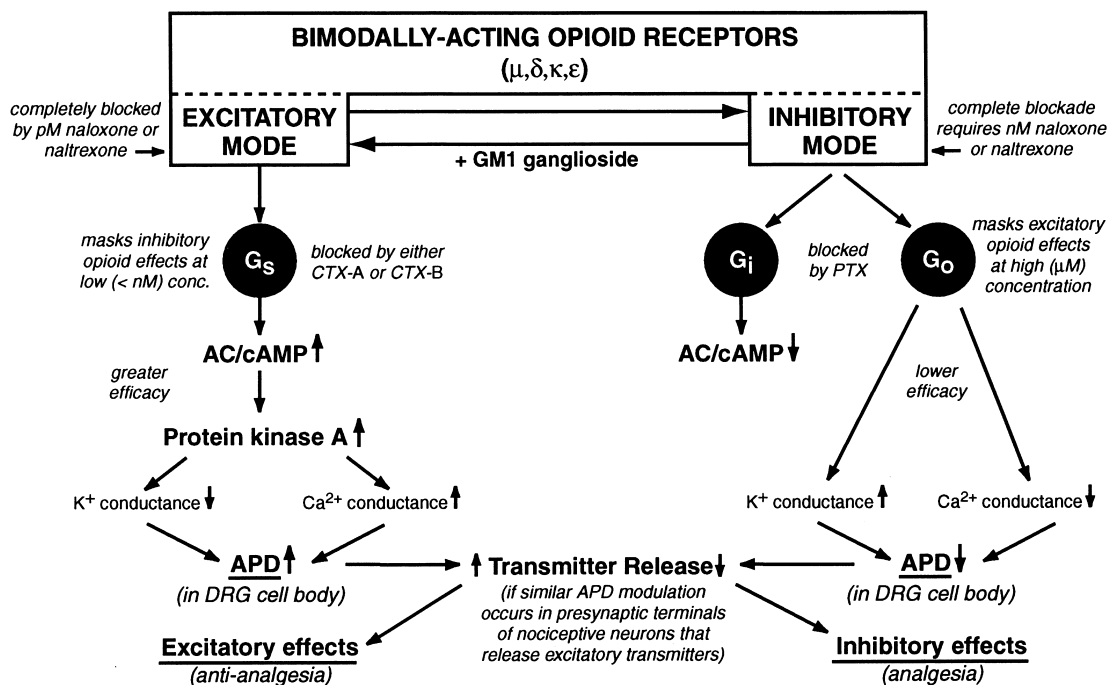 BIMODALLY-ACTING OPIOID RECEPTORS
(μ,δ,κ,ε)
completely blocked
by pM naloxone or
naltrexone
EXCITATORY
MODE
+ GM1 ganglioside
INHIBITORY
MODE
complete blockade
requires nM naloxone
or naltrexone
masks inhibitory
opioid effects at
low (< nM) conc.
Gs
blocked by either
CTX-A or CTX-B
Gi
blocked
by PTX
Go
masks excitatory
opioid effects
at high (μM)
concentration
AC/cAMP
AC/cAMP
greater
efficacy
lower
efficacy
Protein kinase A
K+ conductance
Ca2+ conductance
K+ conductance
Ca2+ conductance
APD
(in DRG cell body)
Transmitter Release
(if similar APD modulation
occurs in presynaptic terminals
of nociceptive neurons that
release excitatory transmitters)
APD
(in DRG cell body)
Excitatory effects
(anti-analgesia)
Inhibitory effects
(analgesia)